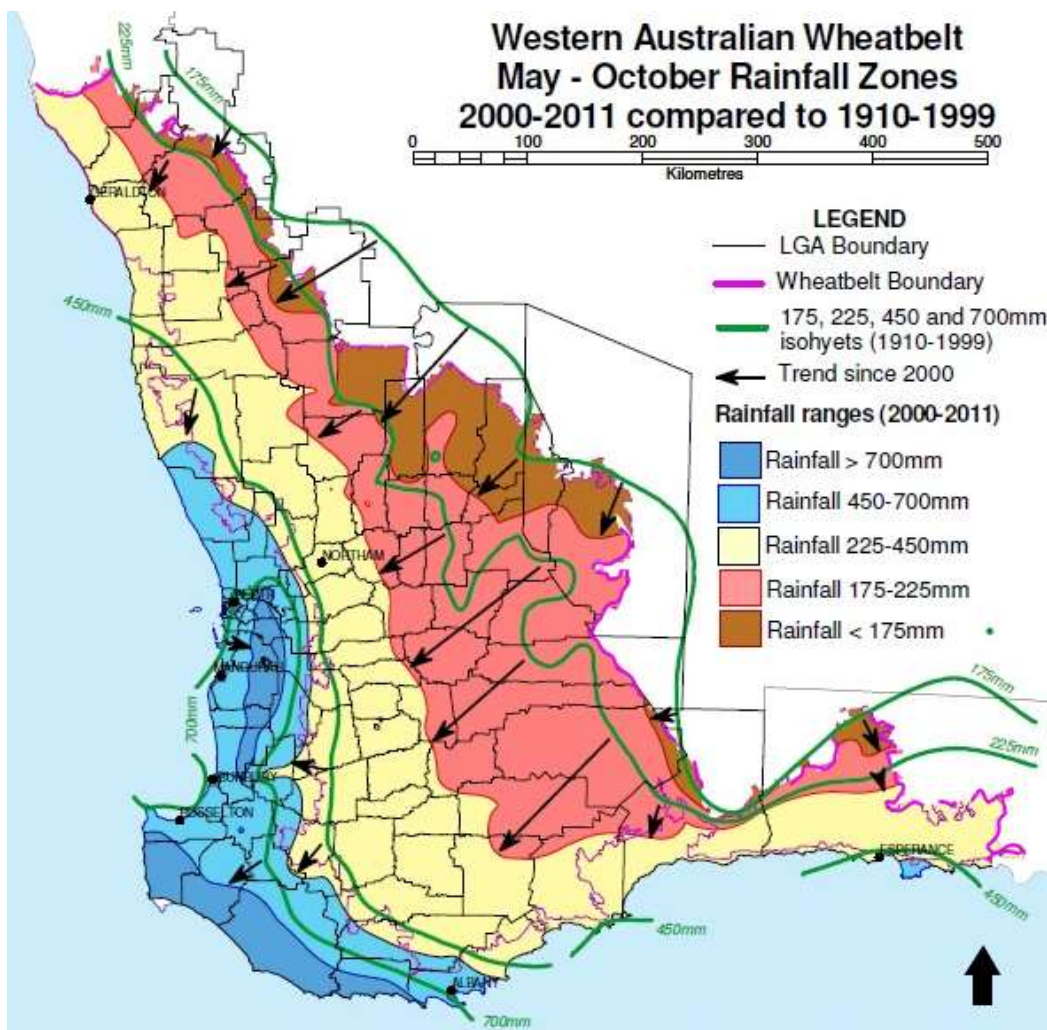 Western Australian Wheatbelt
May - October Rainfall Zones
2000-2011 compared to 1910-1999
0 100 200 300 400 500
Kilometres
LEGEND
LGA Boundary
Wheatbelt Boundary
175, 225, 450 and 700mm
isohyets (1910-1999)
Trend since 2000
Rainfall ranges (2000-2011)
Rainfall > 700mm
Rainfall 450-700mm
Rainfall 225-450mm
Rainfall 175-225mm
Rainfall < 175mm
225mm
175mm
GERALDTON
450mm
NORTHAM
PERTH
MANDURAH
700mm
BUNBURY
BUSSELTON
175mm
225mm
ESPERANCE
450mm
450mm
ALBANY
700mm